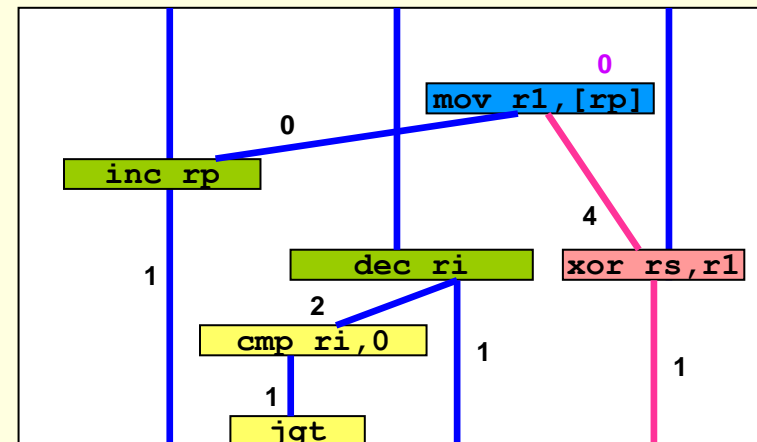 0
mov r1,[rp]
0
inc rp
4
1
dec ri
xor rs,r1
2
cmp ri,0
1
1
1
jgt